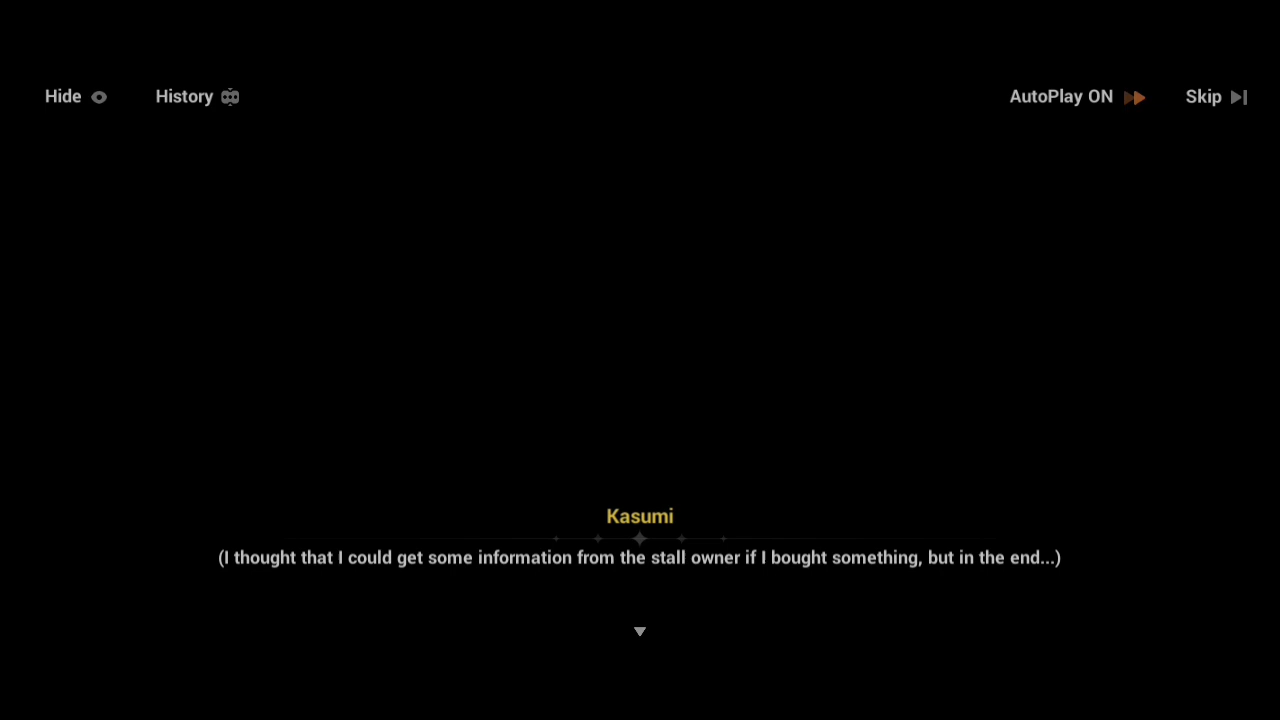 Hide
History
AutoPlay ON
Skip
Kasumi
(I thought that I could get some information from the stall owner if I bought something, but in the end...)